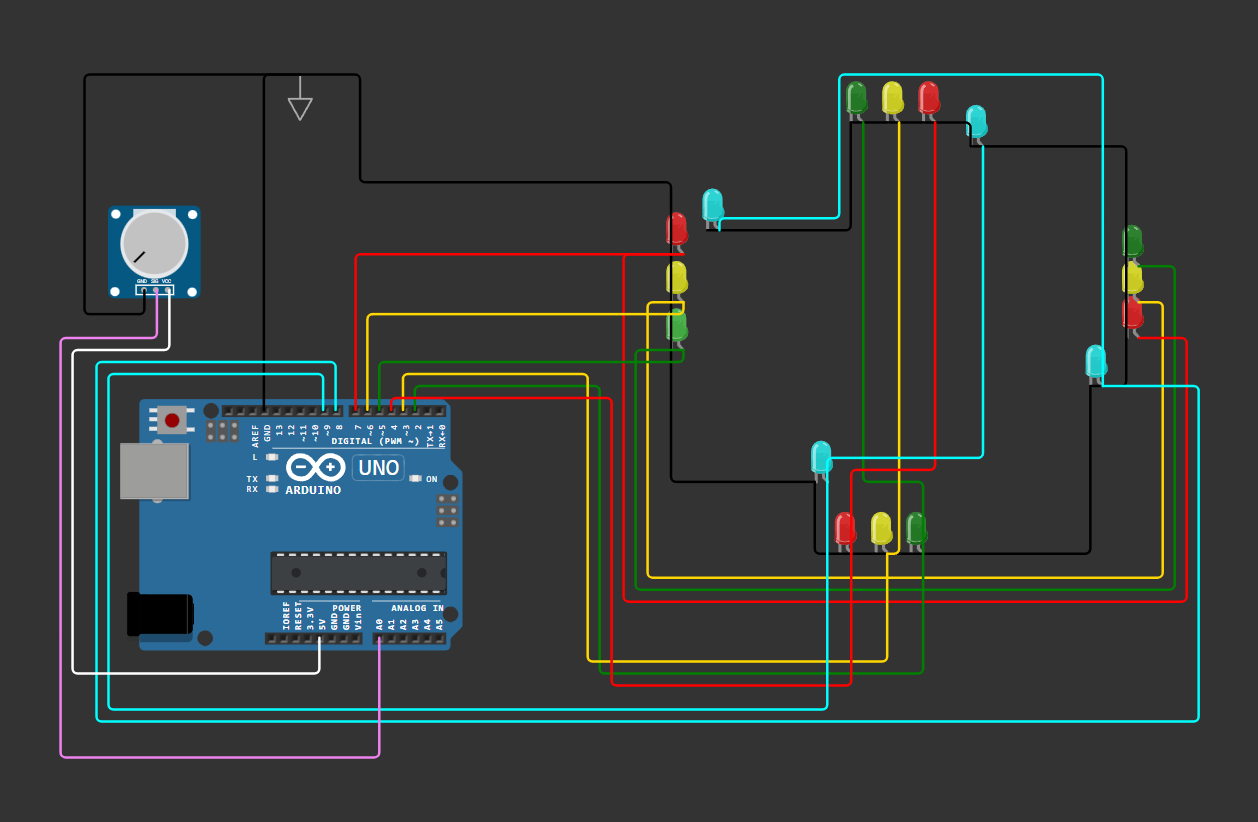 GND SIG VCC
AREF
GND
13
12
~11
~10
~9
8
7
~6
~5
4
~3
2
TX→1
RX←0
DIGITAL (PWM ~)
L
TX
RX
UNO
ON
ARDUINO
IOREF
RESET
3.3V
5V
GND
GND
Vin
POWER
ANALOG IN
A0
A1
A2
A3
A4
A5